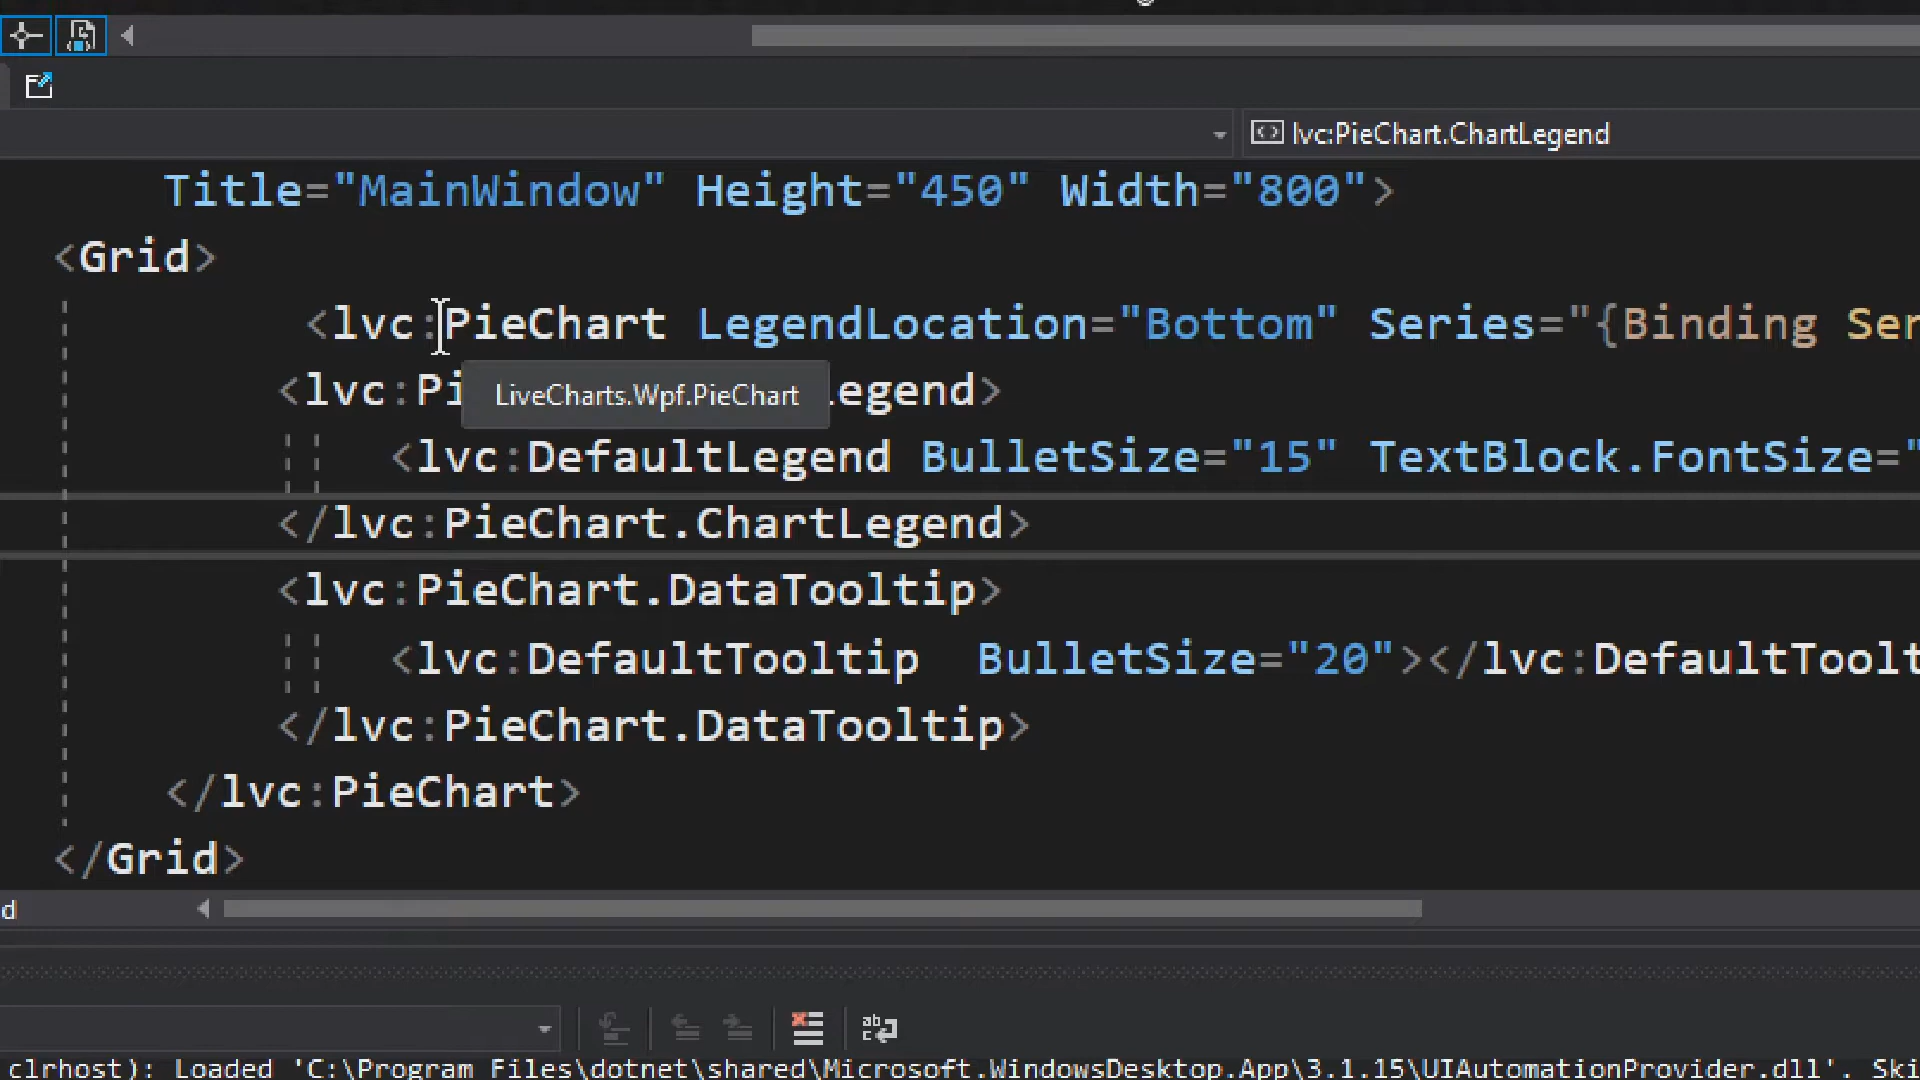 lvc:PieChart.ChartLegend
Title="MainWindow" Height="450" Width="800">
<Grid>
<lvc:PieChart LegendLocation="Bottom" Series="{Binding Ser
<lvc:Pi
LiveCharts.Wpf.PieChart
.egend>
<lvc:DefaultLegend BulletSize="15" TextBlock.FontSize="
</lvc:PieChart.ChartLegend>
<lvc:PieChart.DataTooltip>
<lvc:DefaultTooltip  BulletSize="20"></lvc:DefaultToolt
</lvc:PieChart.DataTooltip>
</lvc:PieChart>
</Grid>
d
clrhost): Loaded 'C:\Program Files\dotnet\shared\Microsoft.WindowsDesktop.App\3.1.15\UIAutomationProvider.dll'. Ski